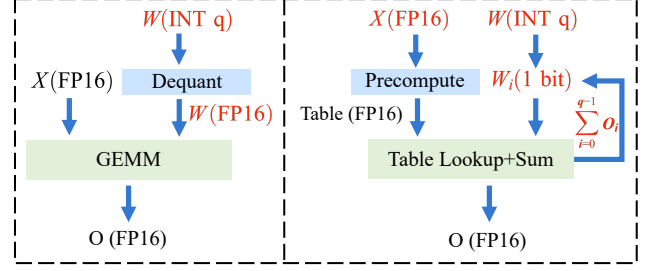 W(INT q)
Dequant
X(FP16)
W(FP16)
GEMM
O (FP16)
X(FP16)
W(INT q)
Precompute
W_i(1 bit)
Table (FP16)
\sum_{i=0}^{q-1} O_i
Table Lookup+Sum
O (FP16)